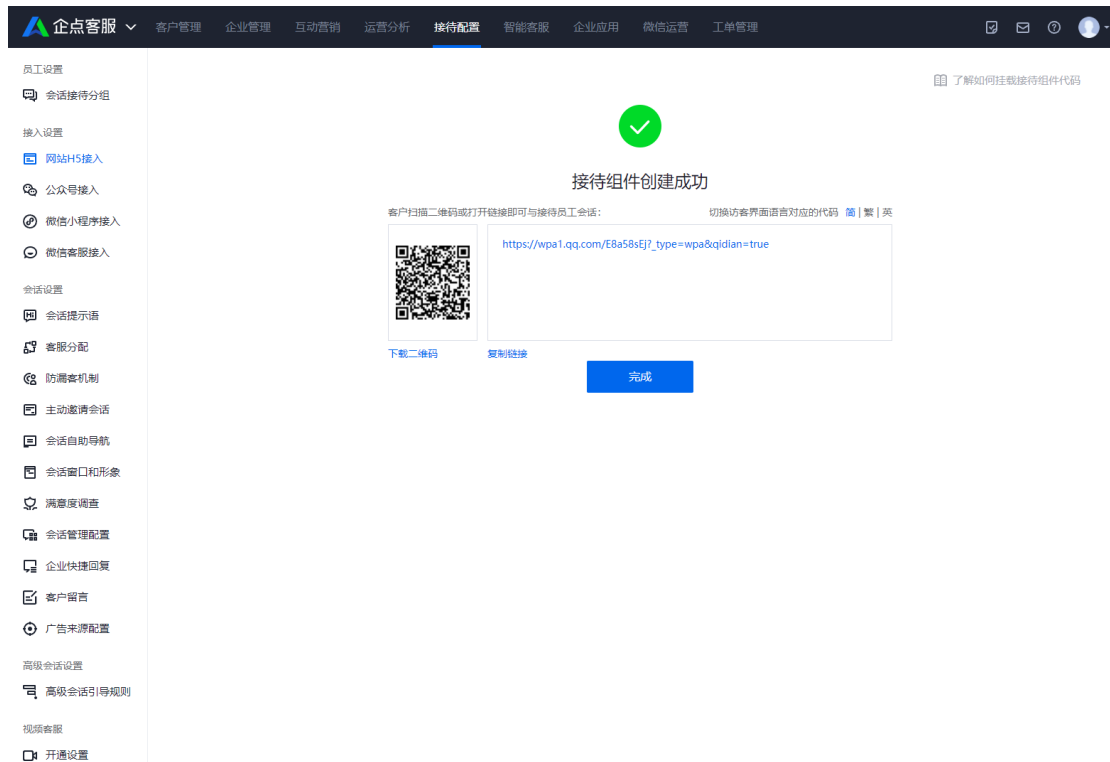 企点客服 客户管理 企业管理 互动营销 运营分析 接待配置 智能客服 企业应用 微信运营 工单管理
员工设置
会话接待分组
接入设置
网站H5接入
公众号接入
微信小程序接入
微信客服接入
会话设置
会话提示语
客服分配
防漏客机制
主动邀请会话
会话自助导航
会话窗口和形象
满意度调查
会话管理配置
企业快捷回复
客户留言
广告来源配置
高级会话设置
高级会话引导规则
视频客服
开通设置
了解如何挂载接待组件代码
接待组件创建成功
客户扫描二维码或打开链接即可与接待员工会话: 切换访客界面语言对应的代码 简 | 繁 | 英
https://wpa1.qq.com/E8a58sEj?_type=wpa&qidian=true
下载二维码 复制链接
完成